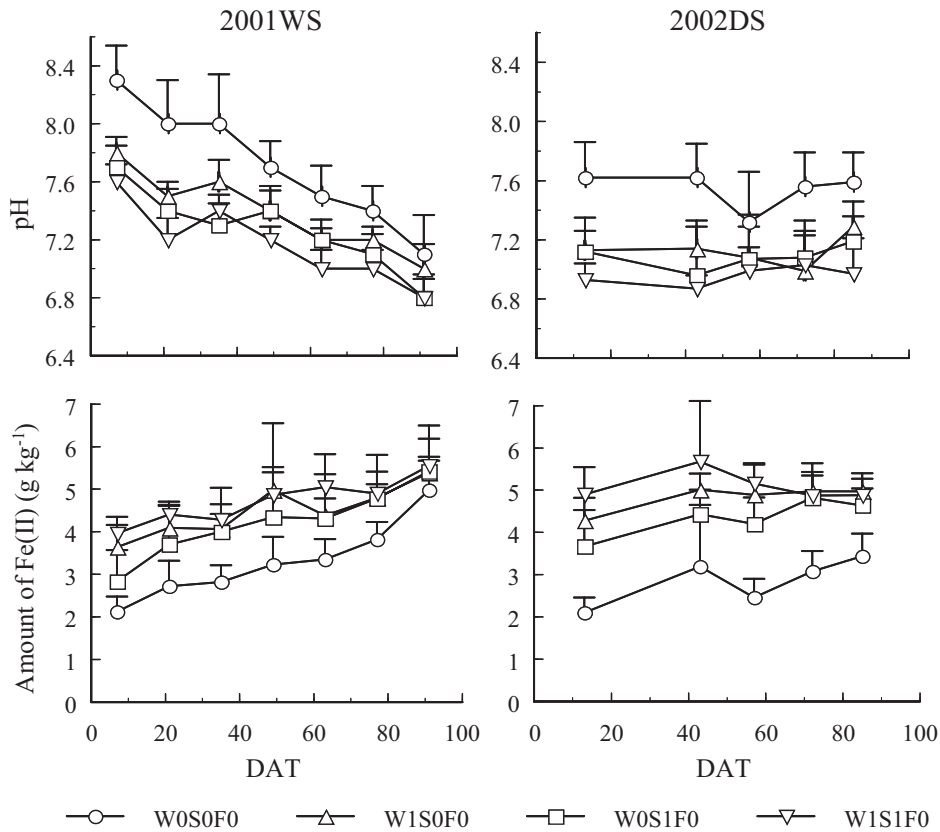 2001WS 2002DS
pH
8.4 8.4
8.0 8.0
7.6 7.6
7.2 7.2
6.8 6.8
6.4 6.4
Amount of Fe(II) (g kg⁻¹)
7 7
6 6
5 5
4 4
3 3
2 2
1 1
0 0
0 20 40 60 80 100 0 20 40 60 80 100
DAT DAT
W0S0F0 W1S0F0 W0S1F0 W1S1F0